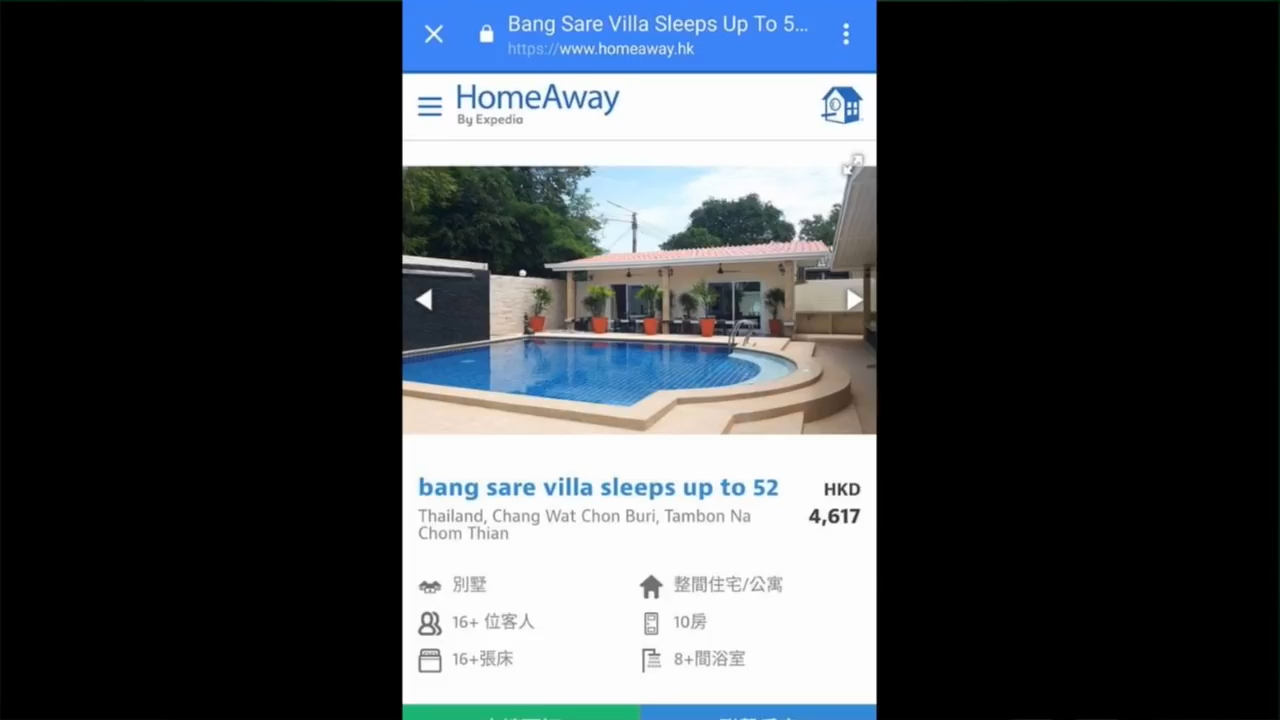 Bang Sare Villa Sleeps Up To 5...
https://www.homeaway.hk
HomeAway
By Expedia
bang sare villa sleeps up to 52
HKD
4,617
Thailand, Chang Wat Chon Buri, Tambon Na
Chom Thian
別墅
整間住宅/公寓
16+ 位客人
10房
16+張床
8+間浴室